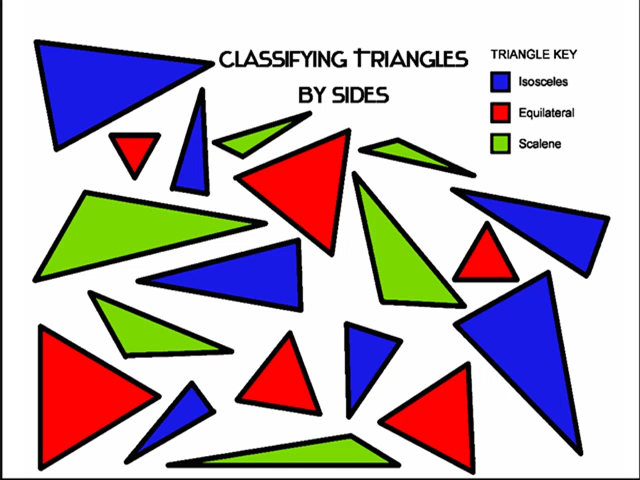 CLASSIFYING TRIANGLES
BY SIDES
TRIANGLE KEY
Isosceles
Equilateral
Scalene